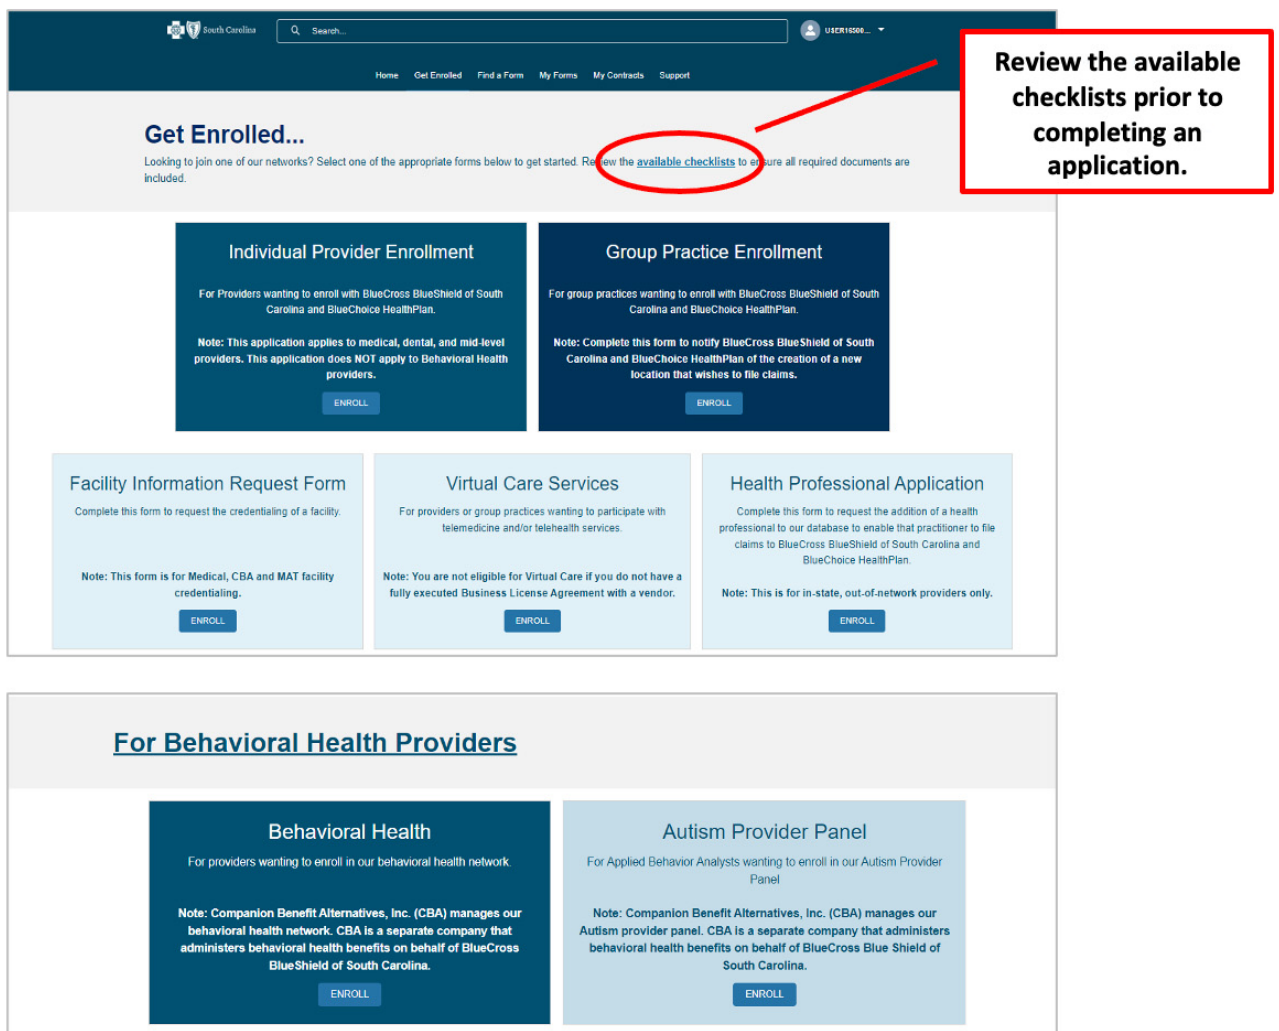 South Carolina
Search...
USER16500...
Home Get Enrolled Find a Form My Forms My Contracts Support
Review the available
checklists prior to
completing an
application.
Get Enrolled...
Looking to join one of our networks? Select one of the appropriate forms below to get started. Review the available checklists to ensure all required documents are
included.
Individual Provider Enrollment
For Providers wanting to enroll with BlueCross BlueShield of South
Carolina and BlueChoice HealthPlan.
Note: This application applies to medical, dental, and mid-level
providers. This application does NOT apply to Behavioral Health
providers.
ENROLL
Group Practice Enrollment
For group practices wanting to enroll with BlueCross BlueShield of South
Carolina and BlueChoice HealthPlan.
Note: Complete this form to notify BlueCross BlueShield of South
Carolina and BlueChoice HealthPlan of the creation of a new
location that wishes to file claims.
ENROLL
Facility Information Request Form
Complete this form to request the credentialing of a facility.
Note: This form is for Medical, CBA and MAT facility
credentialing.
ENROLL
Virtual Care Services
For providers or group practices wanting to participate with
telemedicine and/or telehealth services.
Note: You are not eligible for Virtual Care if you do not have a
fully executed Business License Agreement with a vendor.
ENROLL
Health Professional Application
Complete this form to request the addition of a health
professional to our database to enable that practitioner to file
claims to BlueCross BlueShield of South Carolina and
BlueChoice HealthPlan.
Note: This is for in-state, out-of-network providers only.
ENROLL
For Behavioral Health Providers
Behavioral Health
For providers wanting to enroll in our behavioral health network.
Note: Companion Benefit Alternatives, Inc. (CBA) manages our
behavioral health network. CBA is a separate company that
administers behavioral health benefits on behalf of BlueCross
BlueShield of South Carolina.
ENROLL
Autism Provider Panel
For Applied Behavior Analysts wanting to enroll in our Autism Provider
Panel
Note: Companion Benefit Alternatives, Inc. (CBA) manages our
Autism provider panel. CBA is a separate company that administers
behavioral health benefits on behalf of BlueCross Blue Shield of
South Carolina.
ENROLL